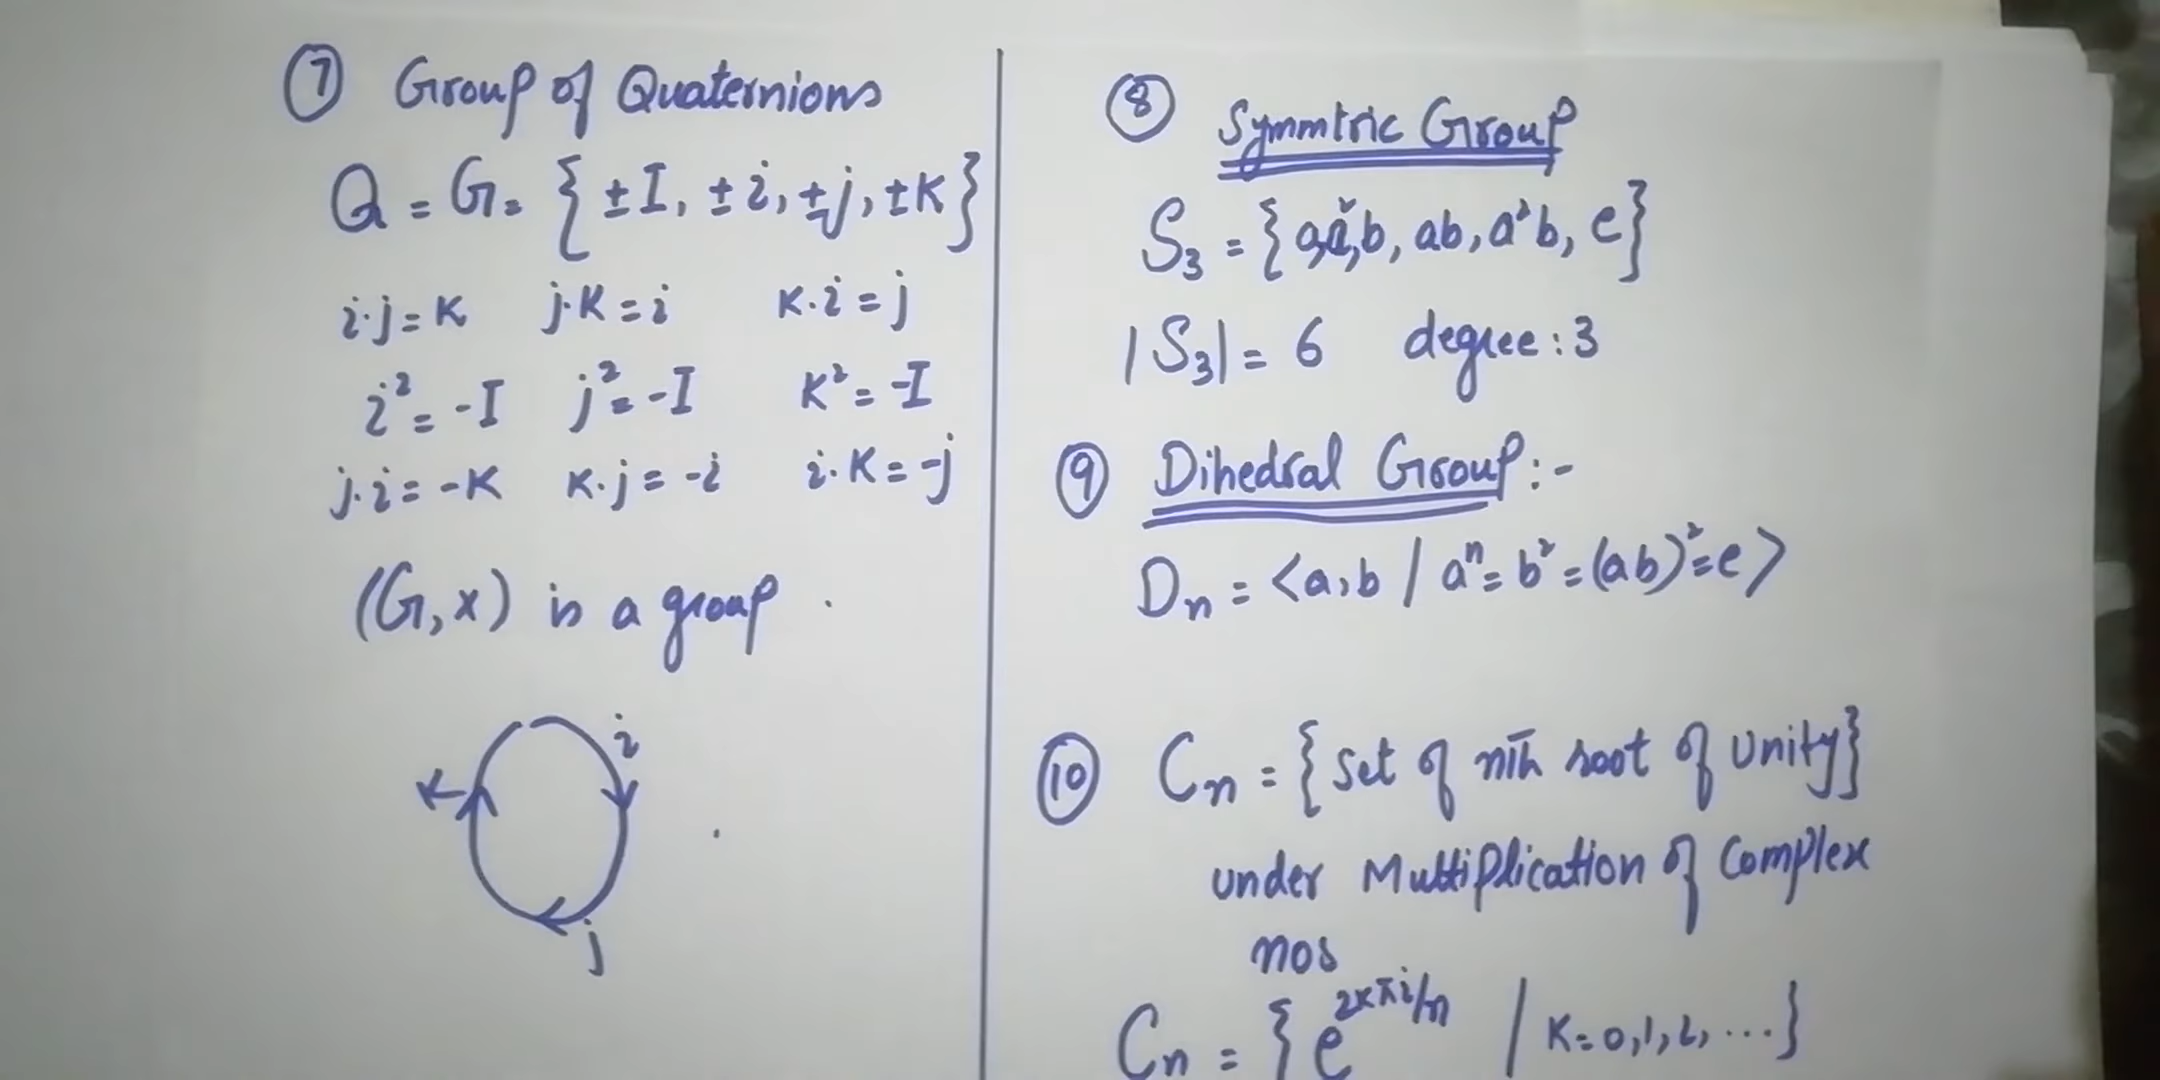 ⑦ Group of Quaternions
Q = G = { ±I, ±i, ±j, ±K }
i·j = K j·K = i K·i = j
i² = -I j² = -I K² = -I
j·i = -K K·j = -i i·K = -j
(G, x) is a group .
i
K
j
⑧ Symmtric Group
S₃ = { a, a², b, ab, a²b, e }
|S₃| = 6 degree : 3
⑨ Dihedral Group :-
Dₙ = <a, b / aⁿ = b² = (ab)² = e>
⑩ Cₙ = { set of nth root of unity }
under Multiplication of Complex
nos
Cₙ = { e^{2Kπi/n} / K = 0, 1, 2, ... }